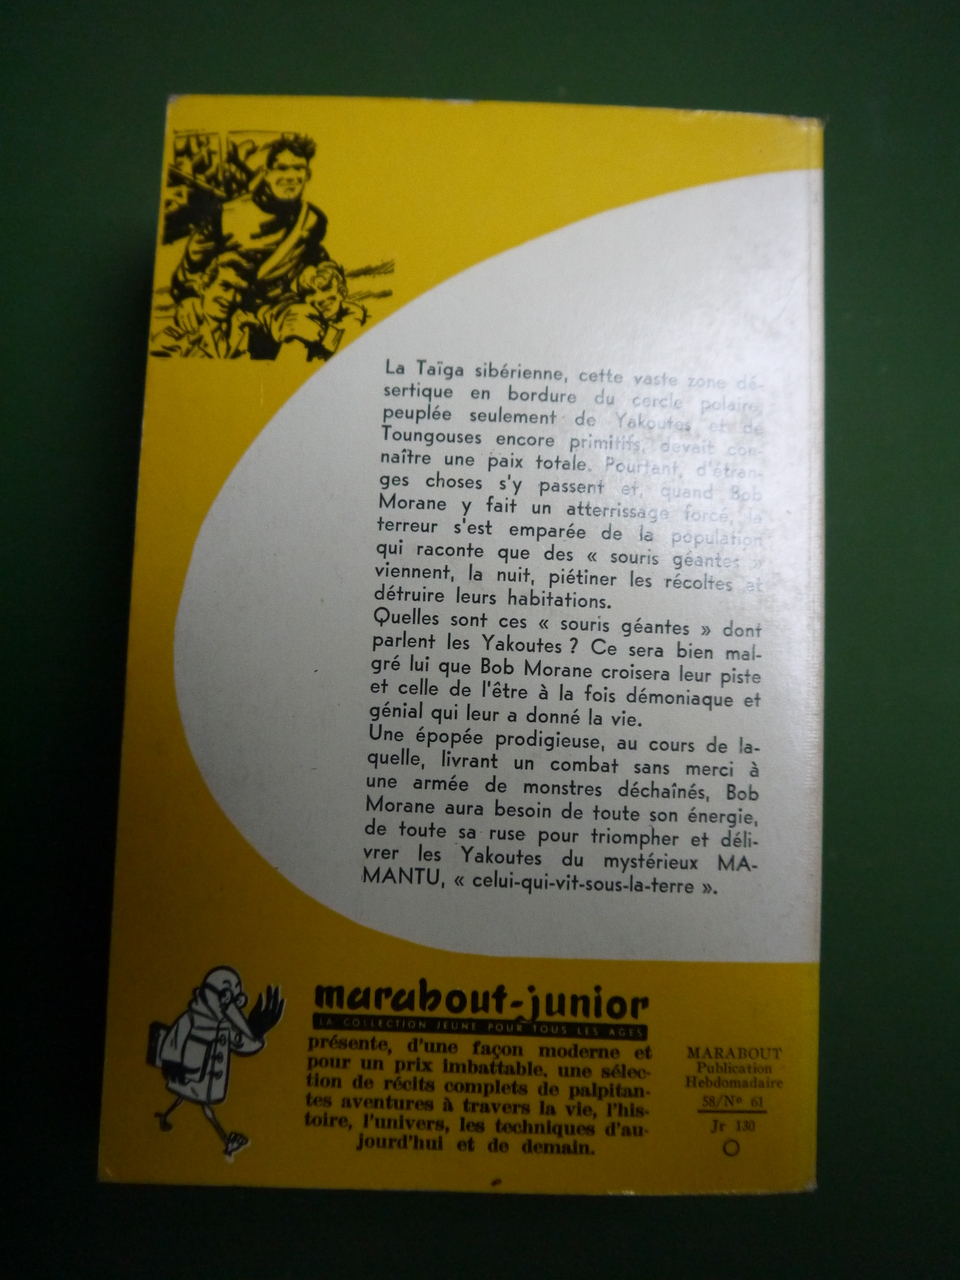 La Taïga sibérienne, cette vaste zone dé-
sertique en bordure du cercle polaire,
peuplée seulement de Yakoutes et de
Toungouses encore primitifs, devait con-
naître une paix totale. Pourtant, d'étran-
ges choses s'y passent et, quand Bob
Morane y fait un atterrissage forcé, la
terreur s'est emparée de la population
qui raconte que des « souris géantes »
viennent, la nuit, piétiner les récoltes et
détruire leurs habitations.
Quelles sont ces « souris géantes » dont
parlent les Yakoutes ? Ce sera bien mal-
gré lui que Bob Morane croisera leur piste
et celle de l'être à la fois démoniaque et
génial qui leur a donné la vie.
Une épopée prodigieuse, au cours de la-
quelle, livrant un combat sans merci à
une armée de monstres déchaînés, Bob
Morane aura besoin de toute son énergie,
de toute sa ruse pour triompher et déli-
vrer les Yakoutes du mystérieux MA-
MANTU, « celui-qui-vit-sous-la-terre ».
marabout-junior
LA COLLECTION JEUNE POUR TOUS LES AGES
présente, d'une façon moderne et
pour un prix imbattable, une sélec-
tion de récits complets de palpitan-
tes aventures à travers la vie, l'his-
toire, l'univers, les techniques d'au-
jourd'hui et de demain.
MARABOUT
Publication
Hebdomadaire
58/Nº 61
Jr 130